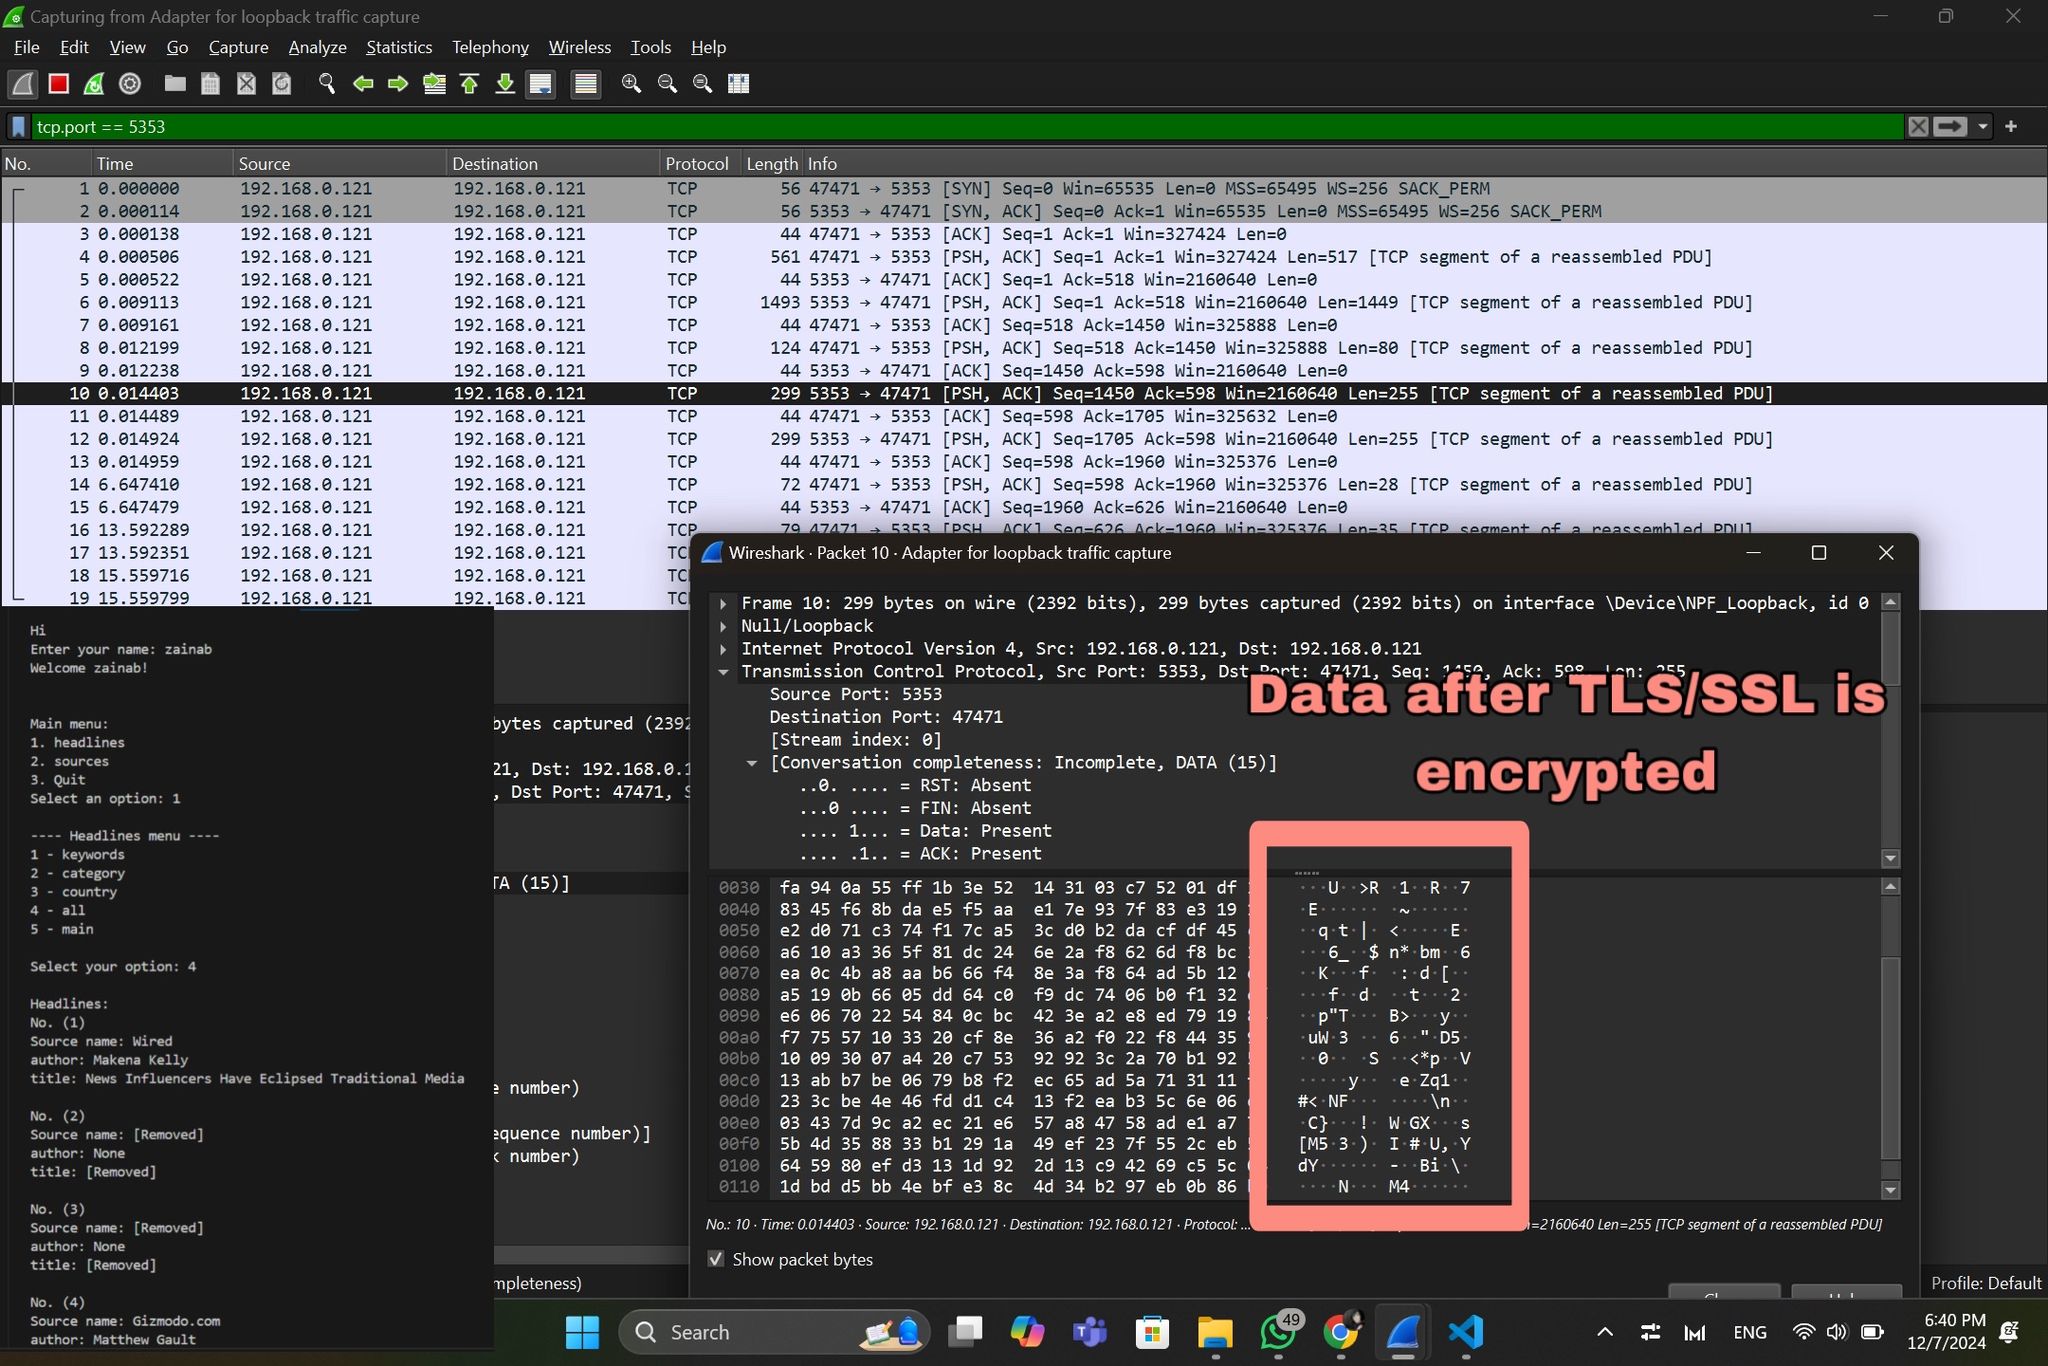 Capturing from Adapter for loopback traffic capture
File Edit View Go Capture Analyze Statistics Telephony Wireless Tools Help
tcp.port == 5353
No. Time Source Destination Protocol Length Info
1 0.000000 192.168.0.121 192.168.0.121 TCP 56 47471 → 5353 [SYN] Seq=0 Win=65535 Len=0 MSS=65495 WS=256 SACK_PERM
2 0.000114 192.168.0.121 192.168.0.121 TCP 56 5353 → 47471 [SYN, ACK] Seq=0 Ack=1 Win=65535 Len=0 MSS=65495 WS=256 SACK_PERM
3 0.000138 192.168.0.121 192.168.0.121 TCP 44 47471 → 5353 [ACK] Seq=1 Ack=1 Win=327424 Len=0
4 0.000506 192.168.0.121 192.168.0.121 TCP 561 47471 → 5353 [PSH, ACK] Seq=1 Ack=1 Win=327424 Len=517 [TCP segment of a reassembled PDU]
5 0.000522 192.168.0.121 192.168.0.121 TCP 44 5353 → 47471 [ACK] Seq=1 Ack=518 Win=2160640 Len=0
6 0.009113 192.168.0.121 192.168.0.121 TCP 1493 5353 → 47471 [PSH, ACK] Seq=1 Ack=518 Win=2160640 Len=1449 [TCP segment of a reassembled PDU]
7 0.009161 192.168.0.121 192.168.0.121 TCP 44 47471 → 5353 [ACK] Seq=518 Ack=1450 Win=325888 Len=0
8 0.012199 192.168.0.121 192.168.0.121 TCP 124 47471 → 5353 [PSH, ACK] Seq=518 Ack=1450 Win=325888 Len=80 [TCP segment of a reassembled PDU]
9 0.012238 192.168.0.121 192.168.0.121 TCP 44 5353 → 47471 [ACK] Seq=1450 Ack=598 Win=2160640 Len=0
10 0.014403 192.168.0.121 192.168.0.121 TCP 299 5353 → 47471 [PSH, ACK] Seq=1450 Ack=598 Win=2160640 Len=255 [TCP segment of a reassembled PDU]
11 0.014489 192.168.0.121 192.168.0.121 TCP 44 47471 → 5353 [ACK] Seq=598 Ack=1705 Win=325632 Len=0
12 0.014924 192.168.0.121 192.168.0.121 TCP 299 5353 → 47471 [PSH, ACK] Seq=1705 Ack=598 Win=2160640 Len=255 [TCP segment of a reassembled PDU]
13 0.014959 192.168.0.121 192.168.0.121 TCP 44 47471 → 5353 [ACK] Seq=598 Ack=1960 Win=325376 Len=0
14 6.647410 192.168.0.121 192.168.0.121 TCP 72 47471 → 5353 [PSH, ACK] Seq=598 Ack=1960 Win=325376 Len=28 [TCP segment of a reassembled PDU]
15 6.647479 192.168.0.121 192.168.0.121 TCP 44 5353 → 47471 [ACK] Seq=1960 Ack=626 Win=2160640 Len=0
16 13.592289 192.168.0.121 192.168.0.121 TCP 79 47471 → 5353 [PSH, ACK] Seq=626 Ack=1960 Win=325376 Len=35 [TCP segment of a reassembled PDU]
17 13.592351 192.168.0.121 192.168.0.121
18 15.559716 192.168.0.121 192.168.0.121
19 15.559799 192.168.0.121 192.168.0.121
Hi
Enter your name: zainab
Welcome zainab!
Main menu:
1. headlines
2. sources
3. Quit
Select an option: 1
---- Headlines menu ----
1 - keywords
2 - category
3 - country
4 - all
5 - main
Select your option: 4
Headlines:
No. (1)
Source name: Wired
author: Makena Kelly
title: News Influencers Have Eclipsed Traditional Media
No. (2)
Source name: [Removed]
author: None
title: [Removed]
No. (3)
Source name: [Removed]
author: None
title: [Removed]
No. (4)
Source name: Gizmodo.com
author: Matthew Gault
bytes captured (2392
21, Dst: 192.168.0.1
, Dst Port: 47471, S
TA (15)]
e number)
equence number)]
k number)
mpleteness)
Wireshark · Packet 10 · Adapter for loopback traffic capture
Frame 10: 299 bytes on wire (2392 bits), 299 bytes captured (2392 bits) on interface \Device\NPF_Loopback, id 0
Null/Loopback
Internet Protocol Version 4, Src: 192.168.0.121, Dst: 192.168.0.121
Transmission Control Protocol, Src Port: 5353, Dst Port: 47471, Seq: 1450, Ack: 598, Len: 255
Source Port: 5353
Destination Port: 47471
[Stream index: 0]
[Conversation completeness: Incomplete, DATA (15)]
..0. .... = RST: Absent
...0 .... = FIN: Absent
.... 1... = Data: Present
.... .1.. = ACK: Present
Data after TLS/SSL is
encrypted
0030 fa 94 0a 55 ff 1b 3e 52 14 31 03 c7 52 01 df ···U ·>R ·1··R··7
0040 83 45 f6 8b da e5 f5 aa e1 7e 93 7f 83 e3 19 ·E······ ·~······
0050 e2 d0 71 c3 74 f1 7c a5 3c d0 b2 da cf df 45 ··q·t·|· <·····E
0060 a6 10 a3 36 5f 81 dc 24 6e 2a f8 62 6d f8 bc ···6_··$ n*·bm··6
0070 ea 0c 4b a8 aa b6 66 f4 8e 3a f8 64 ad 5b 12 ··K···f· ·:·d·[·
0080 a5 19 0b 66 05 dd 64 c0 f9 dc 74 06 b0 f1 32 ···f··d· ··t···2·
0090 e6 06 70 22 54 84 0c bc 42 3e a2 e8 ed 79 19 ··p"T··· B>···y··
00a0 f7 75 57 10 33 20 cf 8e 36 a2 f0 22 f8 44 35 ·uW·3 ·· 6··"·D5
00b0 10 09 30 07 a4 20 c7 53 92 92 3c 2a 70 b1 92 ··0·· ·S ··<*p··V
00c0 13 ab b7 be 06 79 b8 f2 ec 65 ad 5a 71 31 11 ·····y·· ·e·Zq1··
00d0 23 3c be 4e 46 fd d1 c4 13 f2 ea b3 5c 6e 06 #<·NF··· ····\n··
00e0 03 43 7d 9c a2 ec 21 e6 57 a8 47 58 ad e1 a7 ·C}···!· W·GX···s
00f0 5b 4d 35 88 33 b1 29 1a 49 ef 23 7f 55 2c eb [M5·3·)· I·#·U,·Y
0100 64 59 80 ef d3 13 1d 92 2d 13 c9 42 69 c5 5c dY······ -··Bi·\
0110 1d bd d5 bb 4e bf e3 8c 4d 34 b2 97 eb 0b 86 ····N··· M4······
No.: 10 · Time: 0.014403 · Source: 192.168.0.121 · Destination: 192.168.0.121 · Protocol: ... =2160640 Len=255 [TCP segment of a reassembled PDU]
Show packet bytes
Profile: Default
Search
49
ENG
6:40 PM
12/7/2024